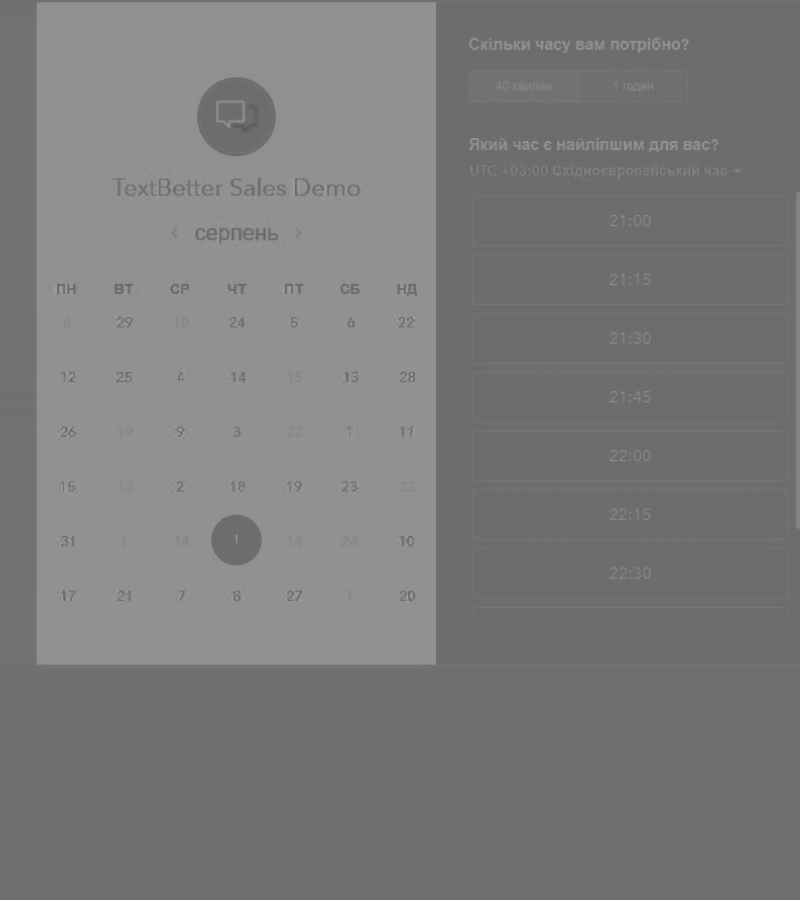 TextBetter Sales Demo
серпень
ПН ВТ СР ЧТ ПТ СБ НД
6 29 10 24 5 6 22
12 25 4 14 15 13 28
26 19 9 3 22 1 11
15 13 2 18 19 23 22
31 1 14 1 14 24 10
17 21 7 8 27 1 20
Скільки часу вам потрібно?
40 хвилин 1 годин
Який час є найліпшим для вас?
UTC +03:00 Східноєвропейський час
21:00
21:15
21:30
21:45
22:00
22:15
22:30